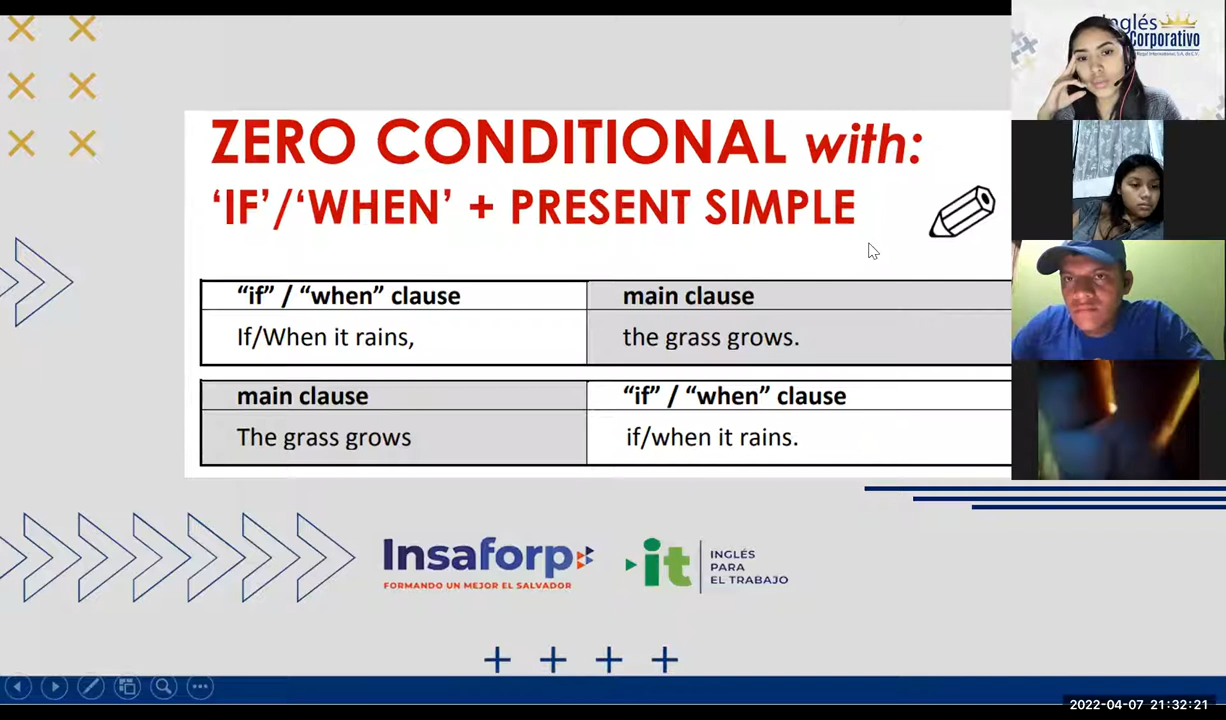 Inglés
Corporativo
ZERO CONDITIONAL with:
‘IF’/‘WHEN’ + PRESENT SIMPLE
“if” / “when” clause main clause
If/When it rains, the grass grows.
main clause “if” / “when” clause
The grass grows if/when it rains.
Insaforp
FORMANDO UN MEJOR EL SALVADOR
it
INGLÉS
PARA
EL TRABAJO
2022-04-07 21:32:21